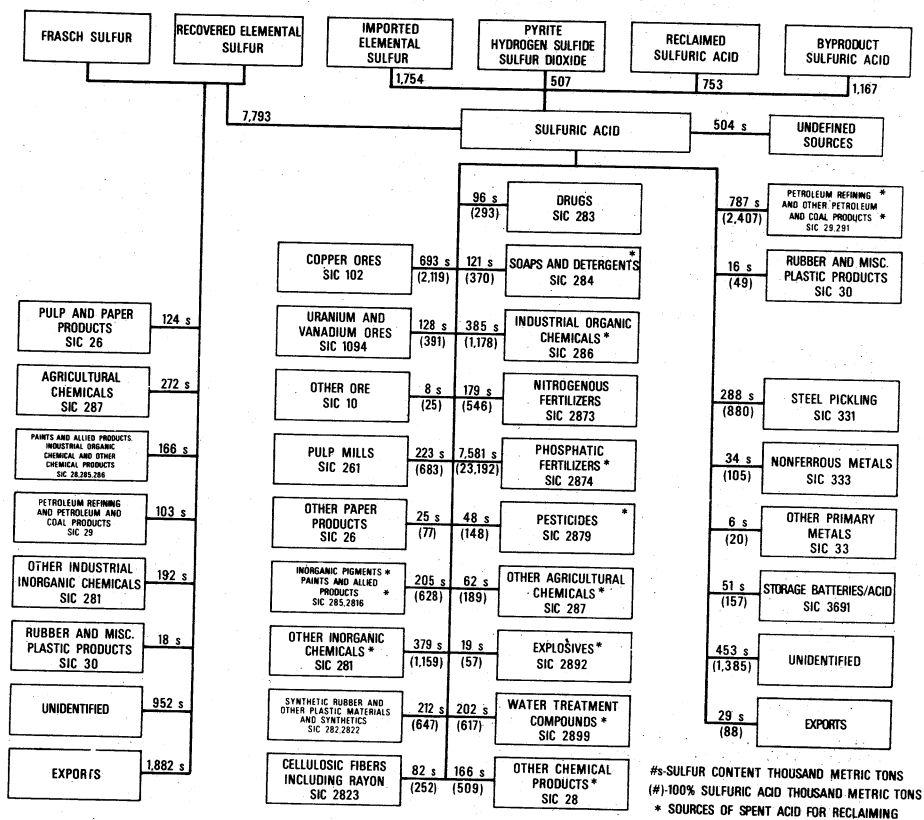 FRASCH SULFUR
RECOVERED ELEMENTAL
SULFUR
IMPORTED
ELEMENTAL
SULFUR
PYRITE
HYDROGEN SULFIDE
SULFUR DIOXIDE
RECLAIMED
SULFURIC ACID
BYPRODUCT
SULFURIC ACID
1,754
507
753
1,167
7,793
SULFURIC ACID
504 s
UNDEFINED
SOURCES
PULP AND PAPER
PRODUCTS
SIC 26
124 s
AGRICULTURAL
CHEMICALS
SIC 287
272 s
PAINTS AND ALLIED PRODUCTS,
INDUSTRIAL ORGANIC
CHEMICAL AND OTHER
CHEMICAL PRODUCTS
SIC 28,285,286
166 s
PETROLEUM REFINING
AND PETROLEUM AND
COAL PRODUCTS
SIC 29
103 s
OTHER INDUSTRIAL
INORGANIC CHEMICALS
SIC 281
192 s
RUBBER AND MISC.
PLASTIC PRODUCTS
SIC 30
18 s
UNIDENTIFIED
952 s
EXPORTS
1,882 s
COPPER ORES
SIC 102
693 s
(2,119)
URANIUM AND
VANADIUM ORES
SIC 1094
128 s
(391)
OTHER ORE
SIC 10
8 s
(25)
PULP MILLS
SIC 261
223 s
(683)
OTHER PAPER
PRODUCTS
SIC 26
25 s
(77)
INORGANIC PIGMENTS *
PAINTS AND ALLIED
PRODUCTS *
SIC 285,2816
205 s
(628)
OTHER INORGANIC
CHEMICALS *
SIC 281
379 s
(1,159)
SYNTHETIC RUBBER AND
OTHER PLASTIC MATERIALS
AND SYNTHETICS
SIC 282,2822
212 s
(647)
CELLULOSIC FIBERS
INCLUDING RAYON
SIC 2823
82 s
(252)
96 s
(293)
DRUGS
SIC 283
121 s
(370)
SOAPS AND DETERGENTS *
SIC 284
385 s
(1,178)
INDUSTRIAL ORGANIC
CHEMICALS *
SIC 286
179 s
(546)
NITROGENOUS
FERTILIZERS
SIC 2873
7,581 s
(23,192)
PHOSPHATIC
FERTILIZERS *
SIC 2874
48 s
(148)
PESTICIDES *
SIC 2879
62 s
(189)
OTHER AGRICULTURAL
CHEMICALS *
SIC 287
19 s
(57)
EXPLOSIVES *
SIC 2892
202 s
(617)
WATER TREATMENT
COMPOUNDS *
SIC 2899
166 s
(509)
OTHER CHEMICAL
PRODUCTS *
SIC 28
787 s
(2,407)
PETROLEUM REFINING *
AND OTHER PETROLEUM
AND COAL PRODUCTS *
SIC 29,291
16 s
(49)
RUBBER AND MISC.
PLASTIC PRODUCTS
SIC 30
288 s
(880)
STEEL PICKLING
SIC 331
34 s
(105)
NONFERROUS METALS
SIC 333
6 s
(20)
OTHER PRIMARY
METALS
SIC 33
51 s
(157)
STORAGE BATTERIES/ACID
SIC 3691
453 s
(1,385)
UNIDENTIFIED
29 s
(88)
EXPORTS
#s-SULFUR CONTENT THOUSAND METRIC TONS
(#)-100% SULFURIC ACID THOUSAND METRIC TONS
* SOURCES OF SPENT ACID FOR RECLAIMING